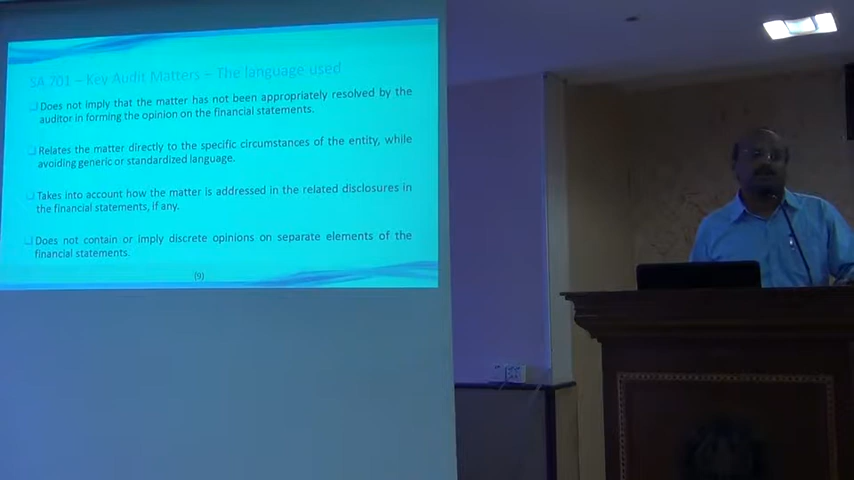 SA 701 – Key Audit Matters – The language used
Does not imply that the matter has not been appropriately resolved by the
auditor in forming the opinion on the financial statements.
Relates the matter directly to the specific circumstances of the entity, while
avoiding generic or standardized language.
Takes into account how the matter is addressed in the related disclosures in
the financial statements, if any.
Does not contain or imply discrete opinions on separate elements of the
financial statements.
(9)